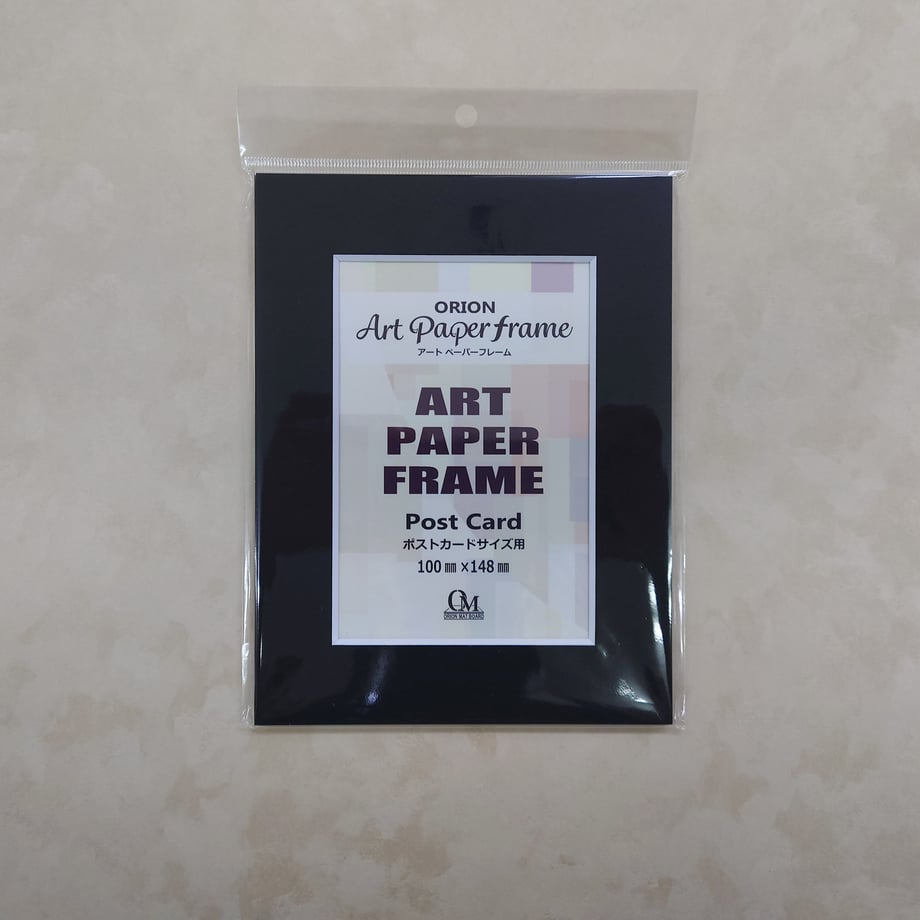 ORION
Art Paper frame
アート ペーパーフレーム
ART
PAPER
FRAME
Post Card
ポストカードサイズ用
100㎜×148㎜
OM
ORION MAT BOARD